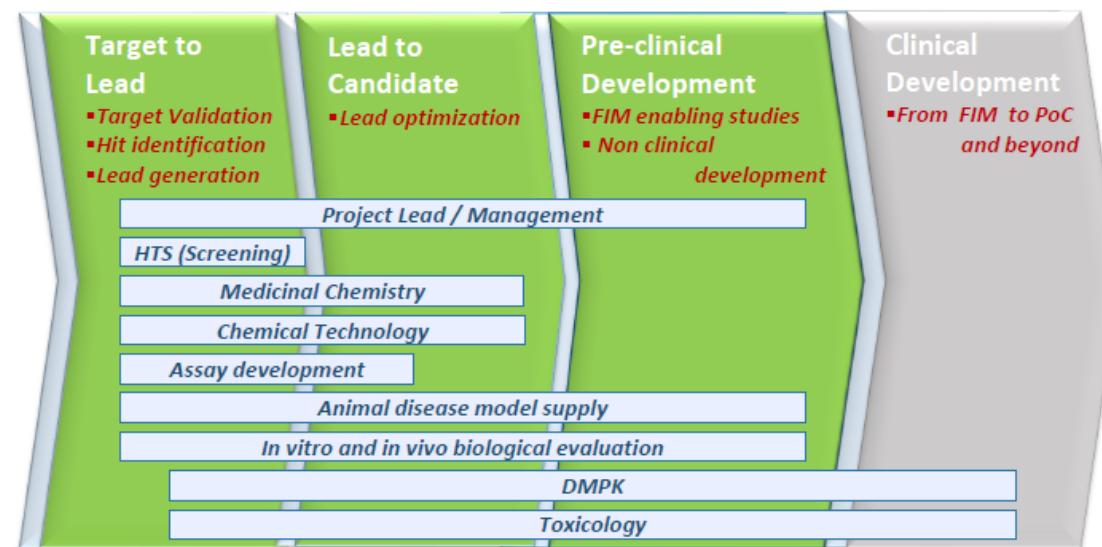 Target to
Lead
▪Target Validation
▪Hit identification
▪Lead generation
Lead to
Candidate
▪Lead optimization
Pre-clinical
Development
▪FIM enabling studies
▪ Non clinical
development
Clinical
Development
▪From FIM to PoC
and beyond
Project Lead / Management
HTS (Screening)
Medicinal Chemistry
Chemical Technology
Assay development
Animal disease model supply
In vitro and in vivo biological evaluation
DMPK
Toxicology